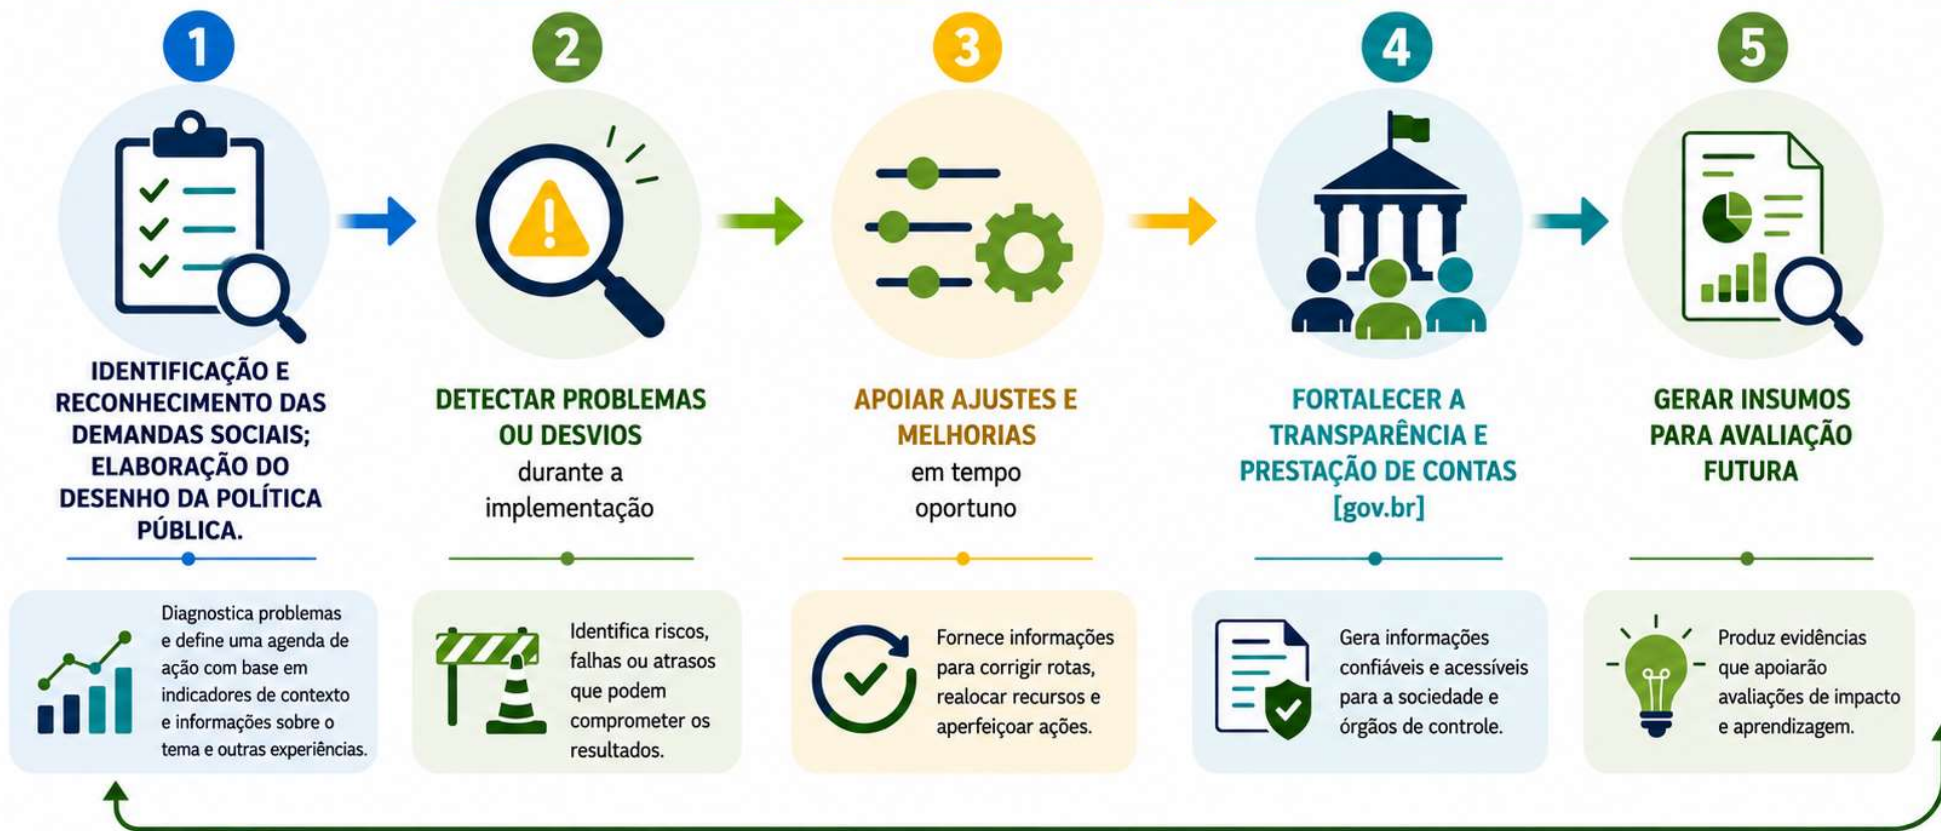 1
IDENTIFICAÇÃO E
RECONHECIMENTO DAS
DEMANDAS SOCIAIS;
ELABORAÇÃO DO
DESENHO DA POLÍTICA
PÚBLICA.
Diagnostica problemas
e define uma agenda de
ação com base em
indicadores de contexto
e informações sobre o
tema e outras experiências.
2
DETECTAR PROBLEMAS
OU DESVIOS
durante a
implementação
Identifica riscos,
falhas ou atrasos
que podem
comprometer os
resultados.
3
APOIAR AJUSTES E
MELHORIAS
em tempo
oportuno
Fornece informações
para corrigir rotas,
realocar recursos e
aperfeiçoar ações.
4
FORTALECER A
TRANSPARÊNCIA E
PRESTAÇÃO DE CONTAS
[gov.br]
Gera informações
confiáveis e acessíveis
para a sociedade e
órgãos de controle.
5
GERAR INSUMOS
PARA AVALIAÇÃO
FUTURA
Produz evidências
que apoiarão
avaliações de impacto
e aprendizagem.